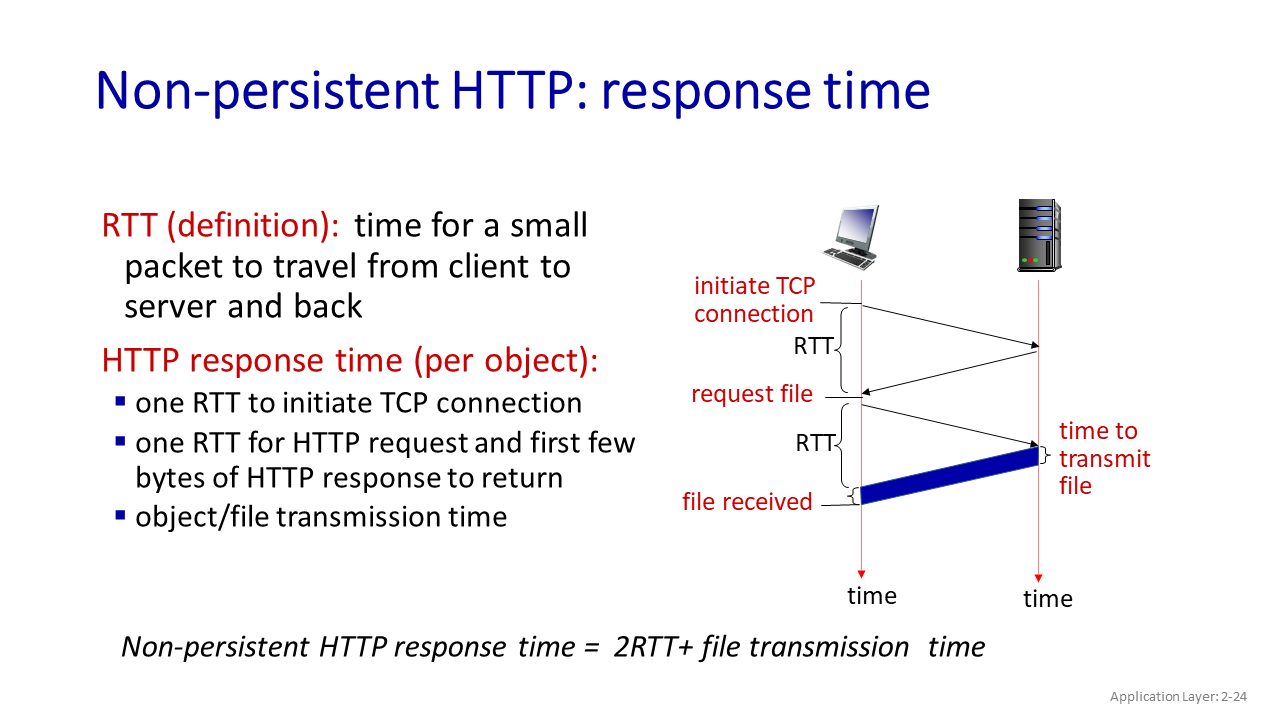 Non-persistent HTTP: response time
RTT (definition): time for a small
packet to travel from client to
server and back
HTTP response time (per object):
▪ one RTT to initiate TCP connection
▪ one RTT for HTTP request and first few
bytes of HTTP response to return
▪ object/file transmission time
initiate TCP
connection
RTT
request file
RTT
file received
time to
transmit
file
time
time
Non-persistent HTTP response time = 2RTT+ file transmission time
Application Layer: 2-24